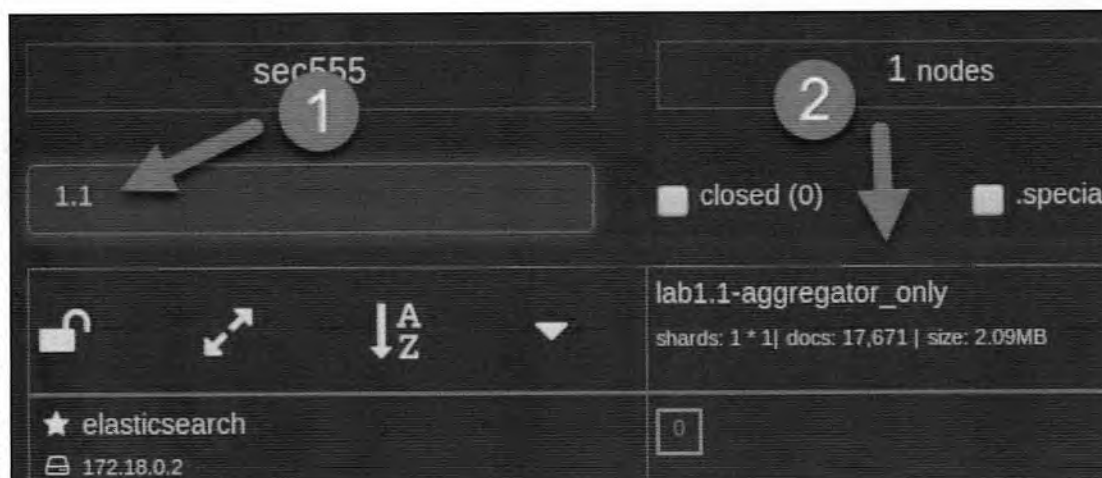 sec555
1 nodes
1
2
1.1
closed (0)
.specia
lab1.1-aggregator_only
shards: 1 * 1| docs: 17,671 | size: 2.09MB
A
Z
elasticsearch
0
172.18.0.2